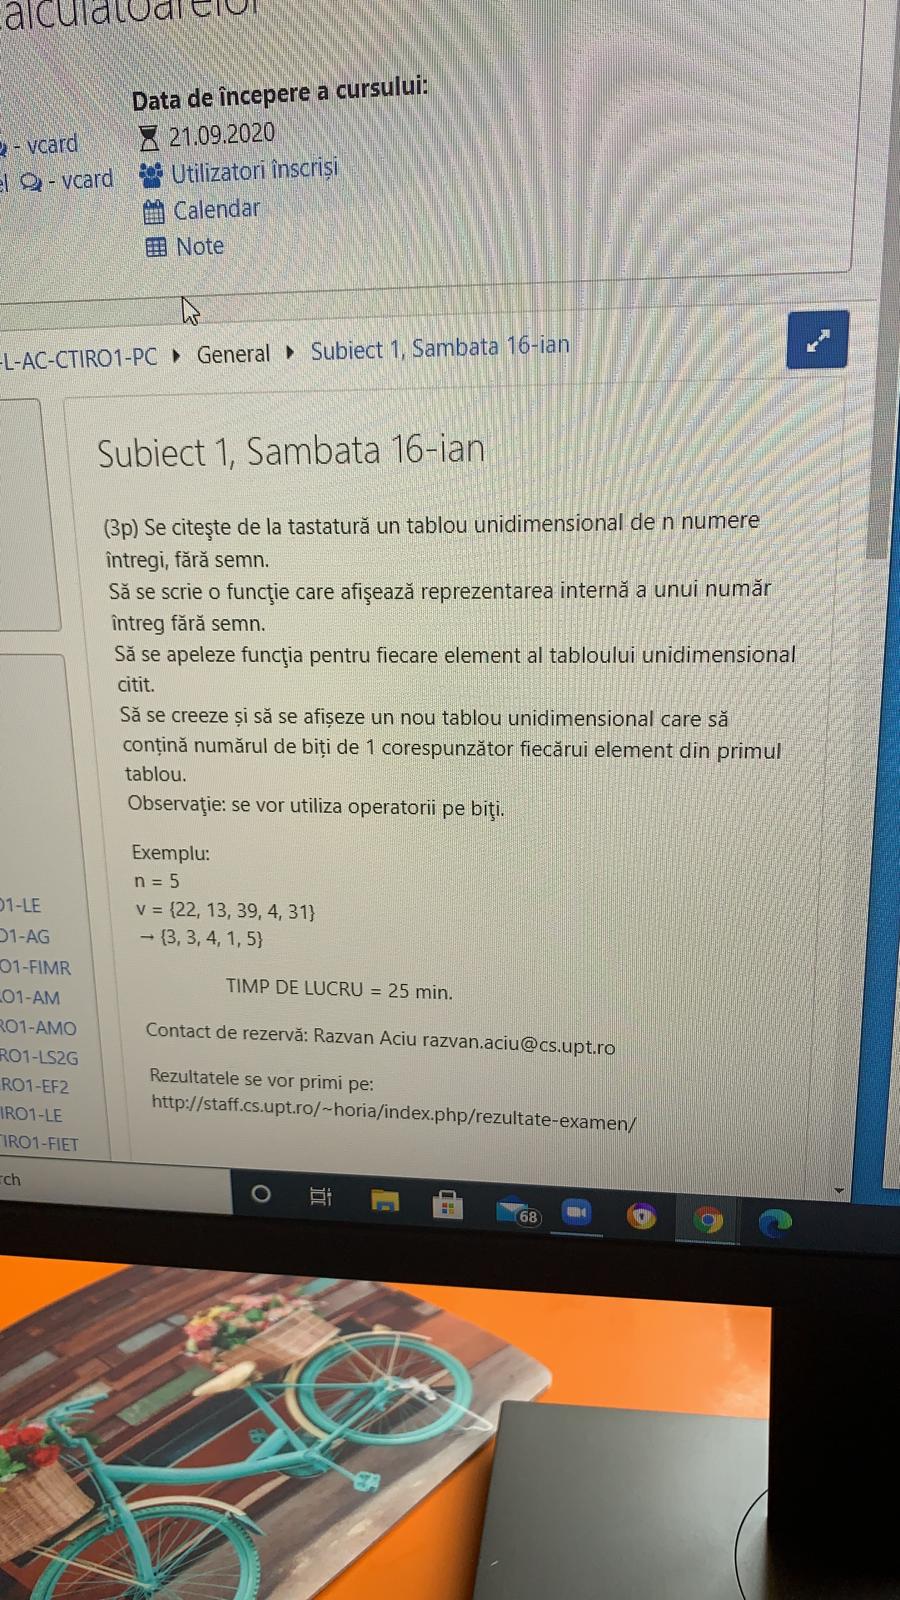 Data de începere a cursului:
- vcard
21.09.2020
- vcard
Utilizatori înscriși
Calendar
Note
-L-AC-CTIRO1-PC
General
Subiect 1, Sambata 16-ian
Subiect 1, Sambata 16-ian
(3p) Se citeşte de la tastatură un tablou unidimensional de n numere
întregi, fără semn.
Să se scrie o funcţie care afişează reprezentarea internă a unui număr
întreg fără semn.
Să se apeleze funcţia pentru fiecare element al tabloului unidimensional
citit.
Să se creeze și să se afișeze un nou tablou unidimensional care să
conțină numărul de biți de 1 corespunzător fiecărui element din primul
tablou.
Observaţie: se vor utiliza operatorii pe biţi.
Exemplu:
n = 5
v = {22, 13, 39, 4, 31}
→ {3, 3, 4, 1, 5}
TIMP DE LUCRU = 25 min.
Contact de rezervă: Razvan Aciu razvan.aciu@cs.upt.ro
Rezultatele se vor primi pe:
http://staff.cs.upt.ro/~horia/index.php/rezultate-examen/
O1-LE
O1-AG
O1-FIMR
RO1-AM
RO1-AMO
RO1-LS2G
RO1-EF2
IRO1-LE
TIRO1-FIET
rch
68